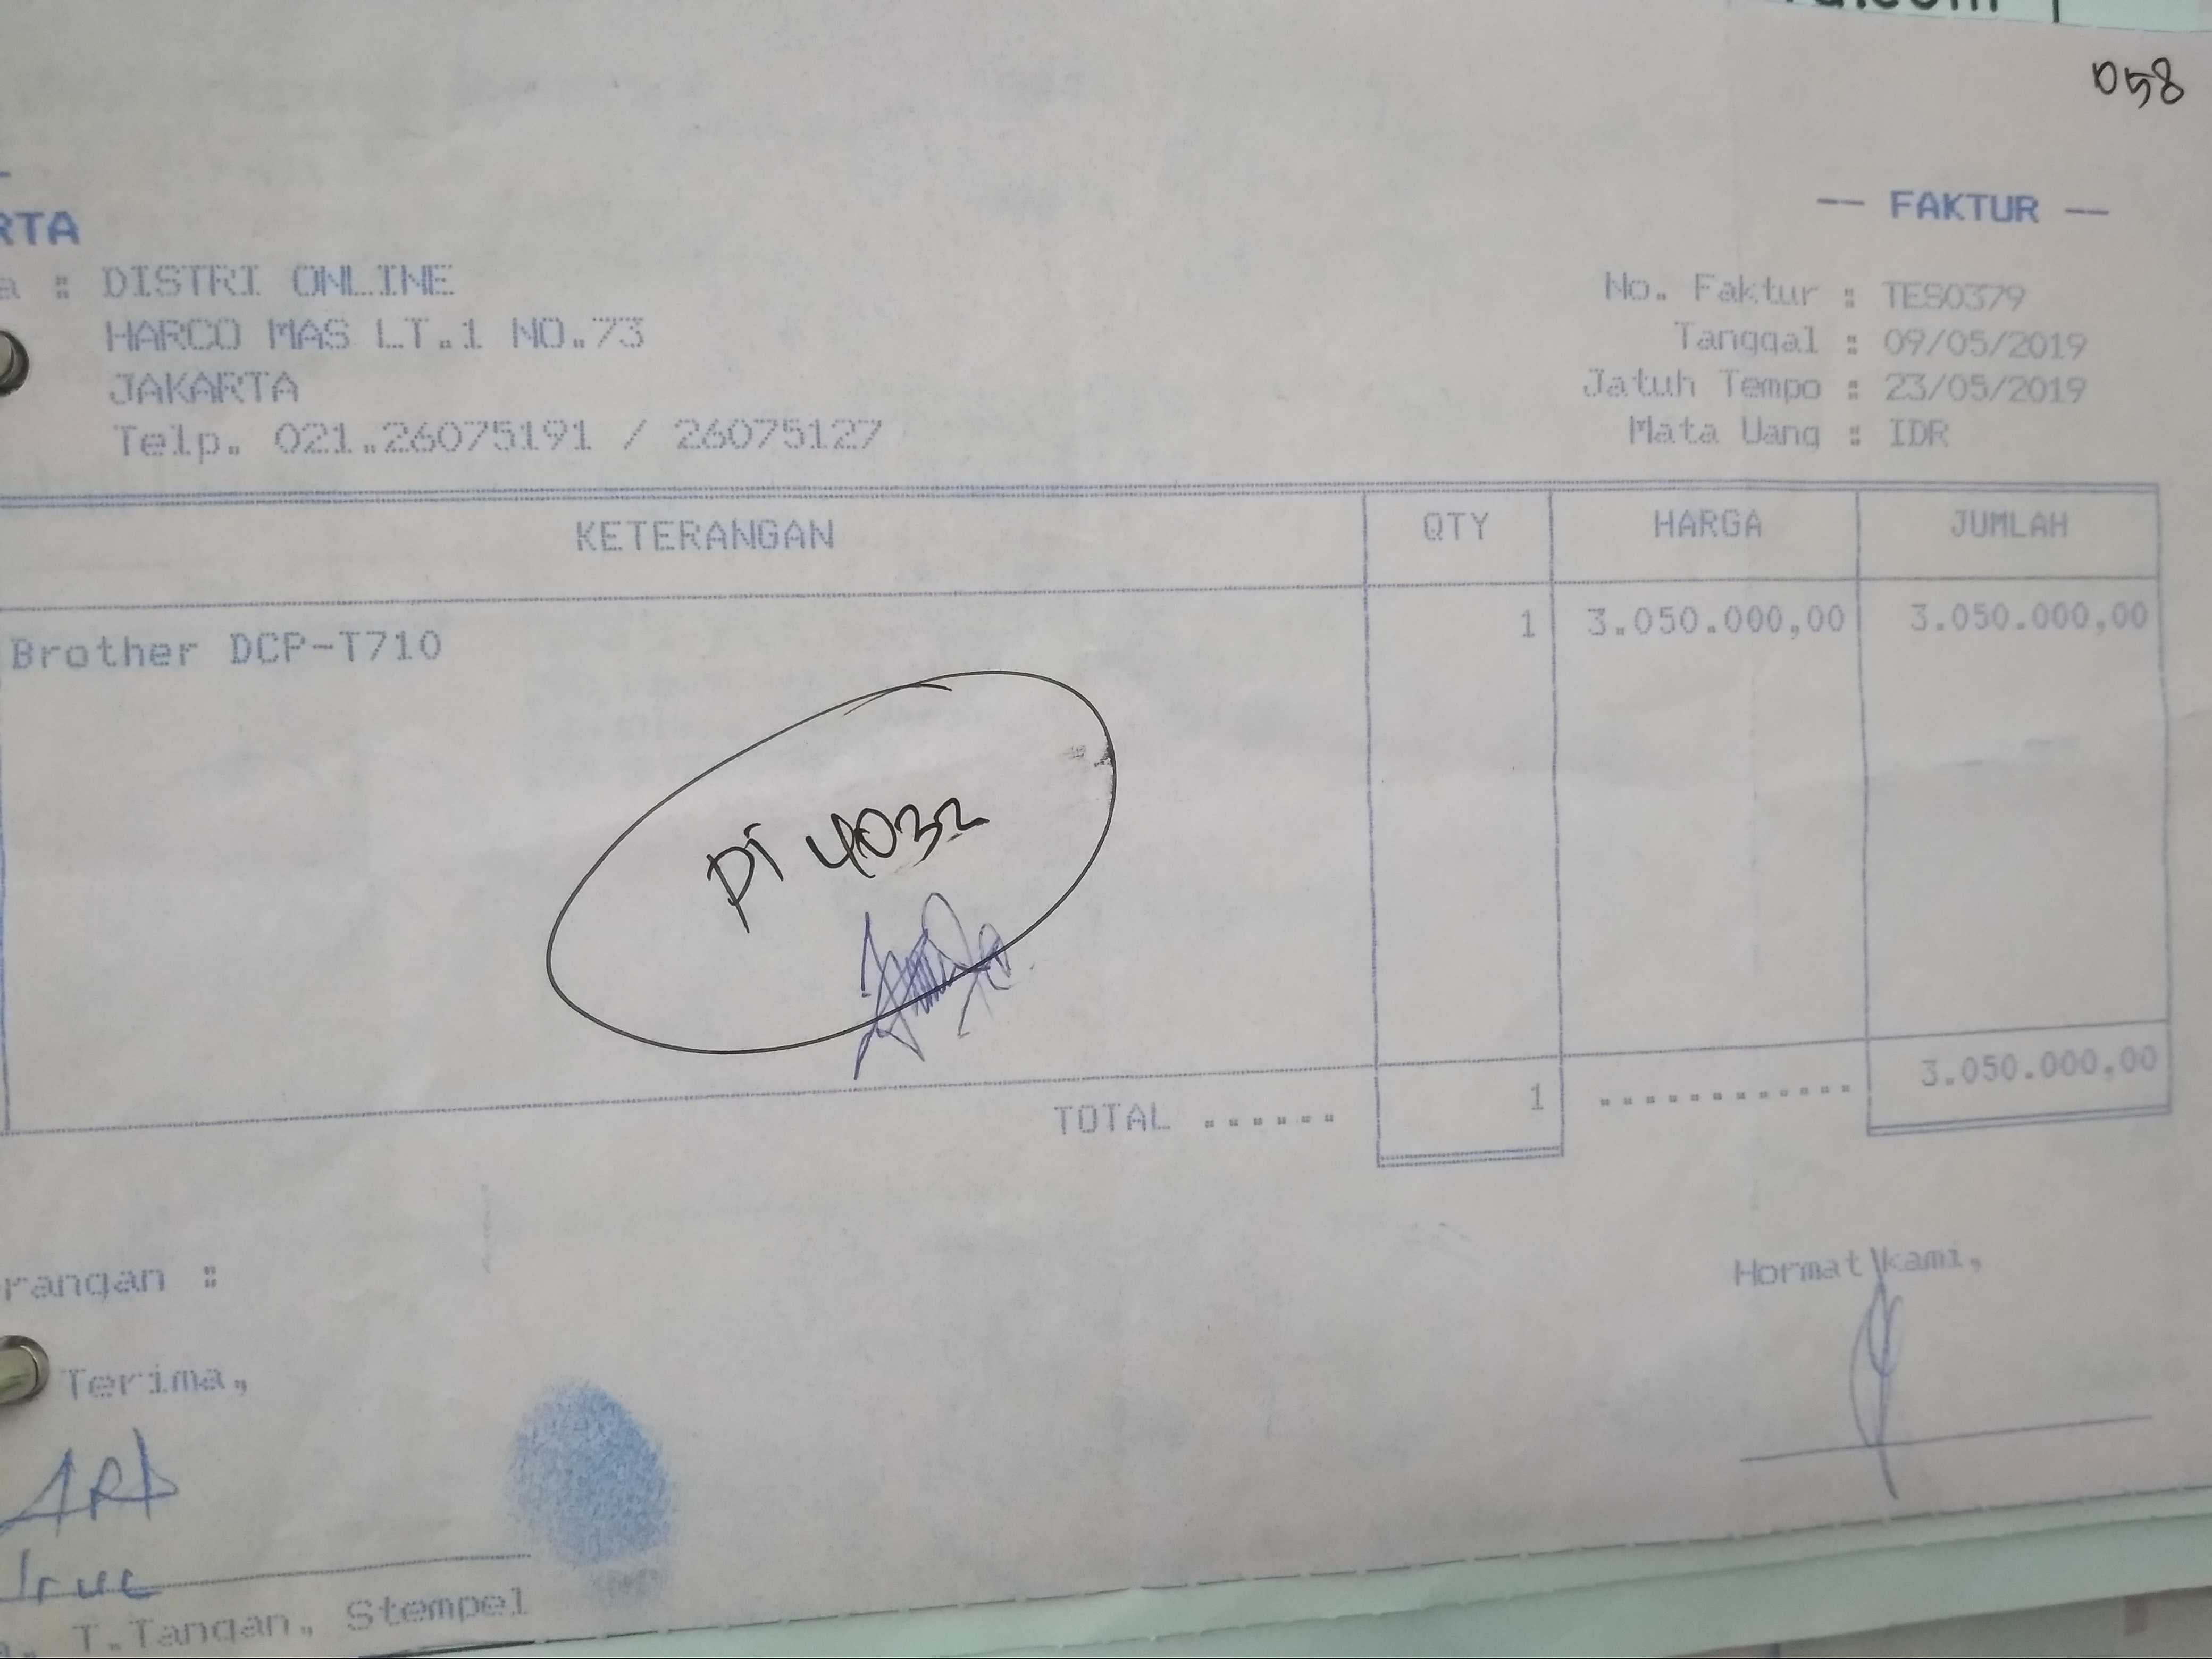 058
-- FAKTUR --
RTA
a : DISTRI ONLINE
HARCO MAS LT.1 NO.73
JAKARTA
Telp. 021.26075191 / 26075127
No. Faktur : TES0379
Tanggal : 09/05/2019
Jatuh Tempo : 23/05/2019
Mata Uang : IDR
KETERANGAN QTY HARGA JUMLAH
Brother DCP-T710 1 3.050.000,00 3.050.000,00
PI 4032
TOTAL ...... 1 ............ 3.050.000,00
rangan :
Hormat kami,
Terima,
T.Tangan, Stempel